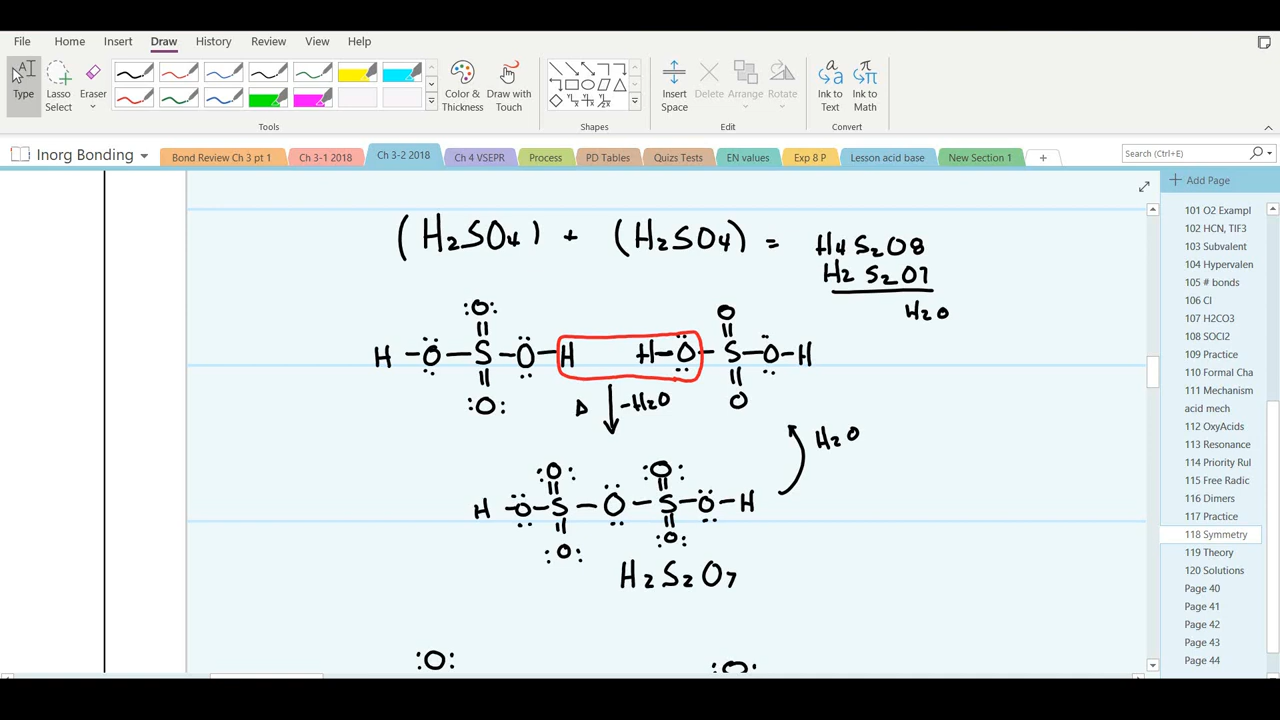 File Home Insert Draw History Review View Help
Type
Lasso Select
Eraser
Color & Thickness
Draw with Touch
Insert Space
Delete
Arrange
Rotate
Ink to Text
Ink to Math
Tools Shapes Edit Convert
Inorg Bonding
Bond Review Ch 3 pt 1
Ch 3-1 2018
Ch 3-2 2018
Ch 4 VSEPR
Process
PD Tables
Quizs Tests
EN values
Exp 8 P
Lesson acid base
New Section 1
Search (Ctrl+E)
Add Page
(H2SO4) + (H2SO4) = H4S2O8
H2S2O7
H2O
:O: O
H-O-S-O-H H-O-S-O-H
:O: O
Δ -H2O
H2O
:O: :O:
H-O-S-O-S-O-H
:O: :O:
H2S2O7
:O: :O:
101 O2 Exampl
102 HCN, TIF3
103 Subvalent
104 Hypervalen
105 # bonds
106 CI
107 H2CO3
108 SOCI2
109 Practice
110 Formal Cha
111 Mechanism
acid mech
112 OxyAcids
113 Resonance
114 Priority Rul
115 Free Radic
116 Dimers
117 Practice
118 Symmetry
119 Theory
120 Solutions
Page 40
Page 41
Page 42
Page 43
Page 44